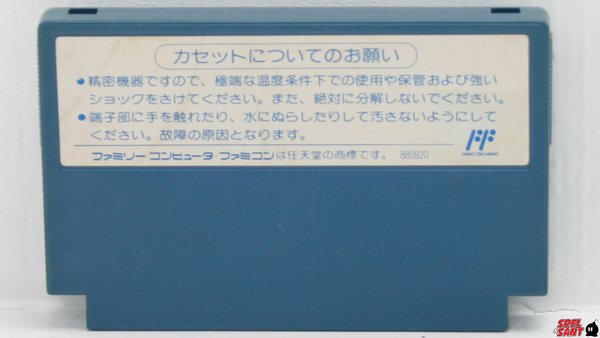 カセットについてのお願い
●精密機器ですので、極端な温度条件下での使用や保管および強い
ショックをさけてください。また、絶対に分解しないでください。
●端子部に手を触れたり、水にぬらしたりして汚さないようにして
ください。故障の原因となります。
FAMICOM FAMILY
ファミリー コンピュータ・ファミコンは任天堂の商標です。 880920
SEGL
SANT